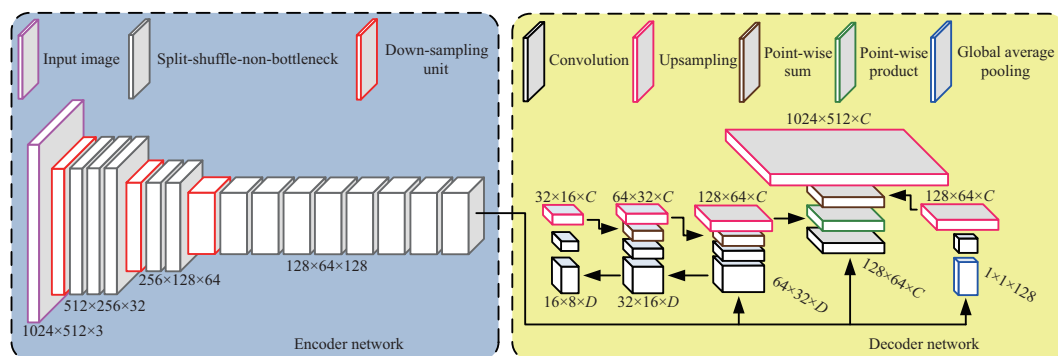 Input image
Split-shuffle-non-bottleneck
Down-sampling
unit
1024×512×3
512×256×32
256×128×64
128×64×128
Encoder network
Convolution
Upsampling
Point-wise
sum
Point-wise
product
Global average
pooling
1024×512×C
32×16×C
64×32×C
128×64×C
128×64×C
16×8×D
32×16×D
64×32×D
128×64×C
1×1×128
Decoder network